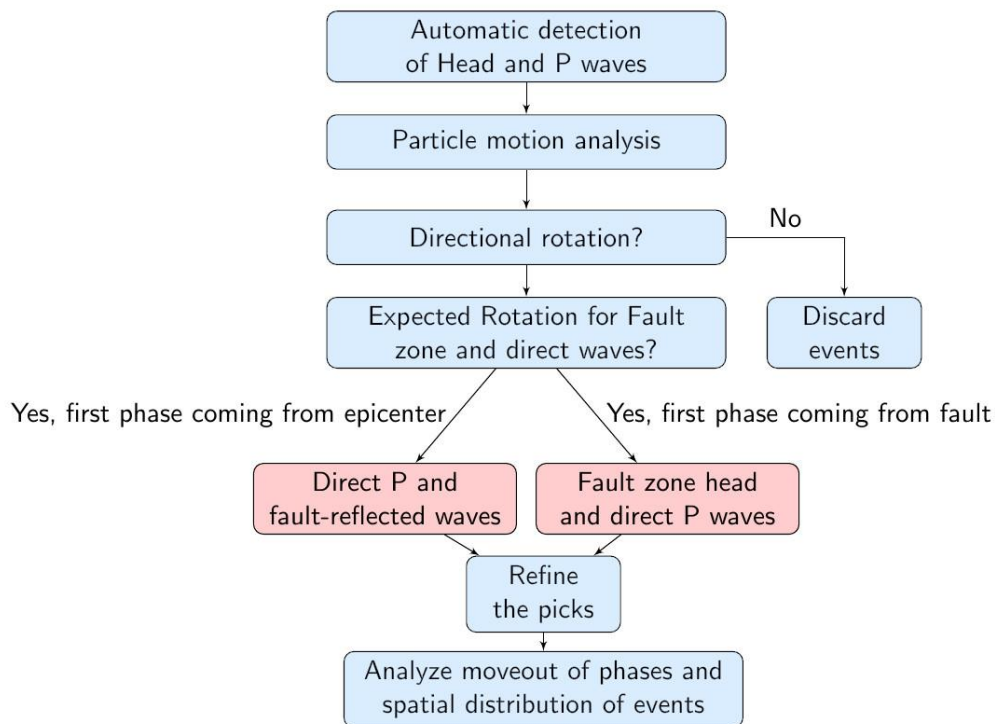 Automatic detection
of Head and P waves
Particle motion analysis
Directional rotation?
No
Expected Rotation for Fault
zone and direct waves?
Discard
events
Yes, first phase coming from epicenter
Yes, first phase coming from fault
Direct P and
fault-reflected waves
Fault zone head
and direct P waves
Refine
the picks
Analyze moveout of phases and
spatial distribution of events